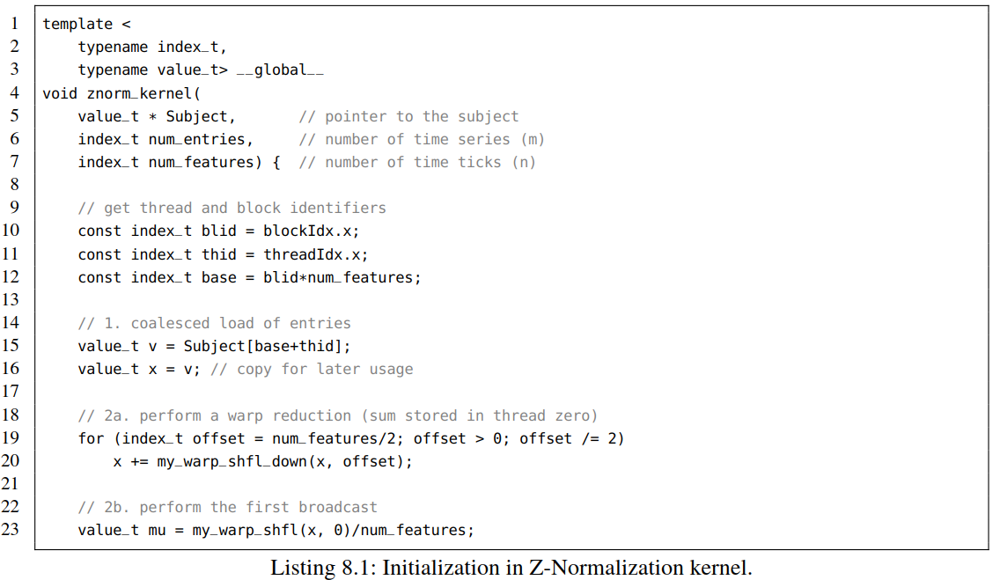 1 template <
2     typename index_t,
3     typename value_t> __global__
4 void znorm_kernel(
5     value_t * Subject,       // pointer to the subject
6     index_t num_entries,     // number of time series (m)
7     index_t num_features) {  // number of time ticks (n)
8
9     // get thread and block identifiers
10     const index_t blid = blockIdx.x;
11     const index_t thid = threadIdx.x;
12     const index_t base = blid*num_features;
13
14     // 1. coalesced load of entries
15     value_t v = Subject[base+thid];
16     value_t x = v; // copy for later usage
17
18     // 2a. perform a warp reduction (sum stored in thread zero)
19     for (index_t offset = num_features/2; offset > 0; offset /= 2)
20         x += my_warp_shfl_down(x, offset);
21
22     // 2b. perform the first broadcast
23     value_t mu = my_warp_shfl(x, 0)/num_features;
Listing 8.1: Initialization in Z-Normalization kernel.